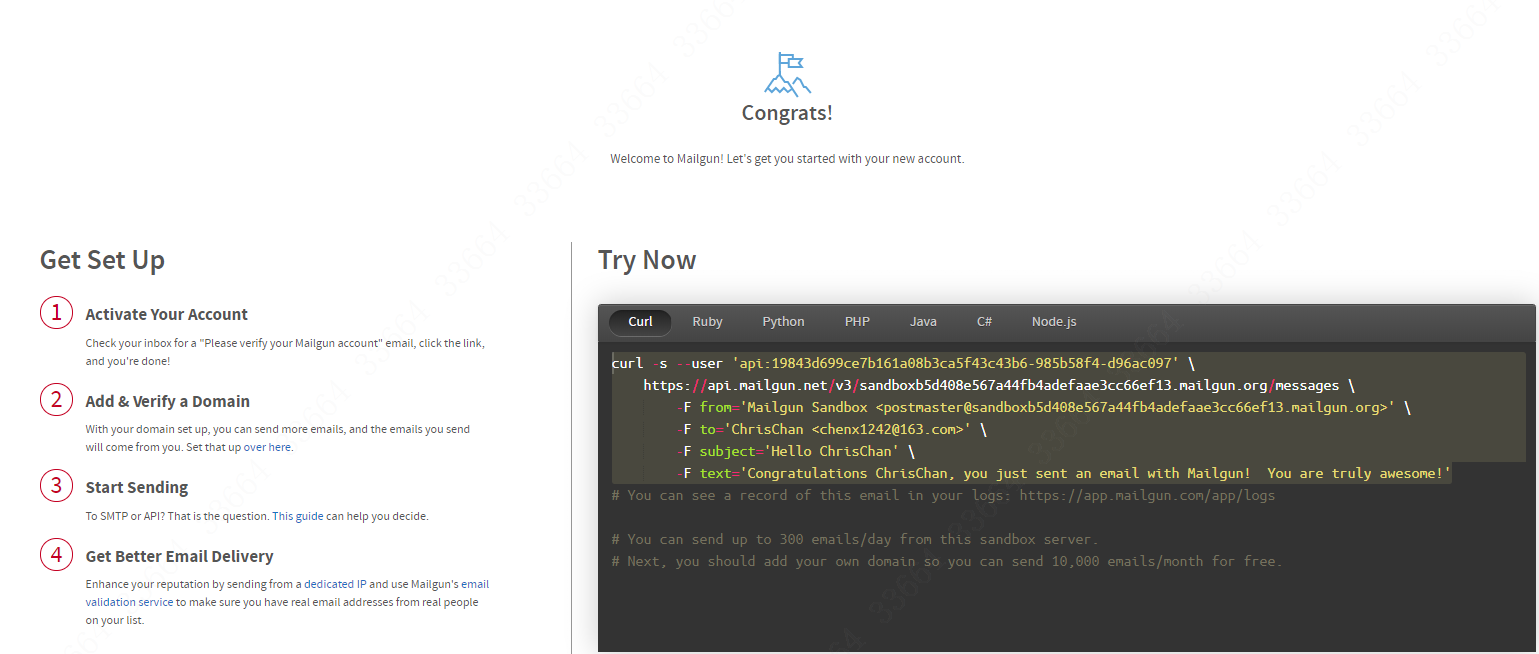 Congrats!
Welcome to Mailgun! Let's get you started with your new account.
Get Set Up
1
Activate Your Account
Check your inbox for a "Please verify your Mailgun account" email, click the link,
and you're done!
2
Add & Verify a Domain
With your domain set up, you can send more emails, and the emails you send
will come from you. Set that up over here.
3
Start Sending
To SMTP or API? That is the question. This guide can help you decide.
4
Get Better Email Delivery
Enhance your reputation by sending from a dedicated IP and use Mailgun's email
validation service to make sure you have real email addresses from real people
on your list.
Try Now
Curl Ruby Python PHP Java C# Node.js
curl -s --user 'api:19843d699ce7b161a08b3ca5f43c43b6-985b58f4-d96ac097' \
https://api.mailgun.net/v3/sandboxb5d408e567a44fb4adefaae3cc66ef13.mailgun.org/messages \
-F from='Mailgun Sandbox <postmaster@sandboxb5d408e567a44fb4adefaae3cc66ef13.mailgun.org>' \
-F to='ChrisChan <chenx1242@163.com>' \
-F subject='Hello ChrisChan' \
-F text='Congratulations ChrisChan, you just sent an email with Mailgun!  You are truly awesome!'
# You can see a record of this email in your logs: https://app.mailgun.com/app/logs
# You can send up to 300 emails/day from this sandbox server.
# Next, you should add your own domain so you can send 10,000 emails/month for free.
33664 33664 33664